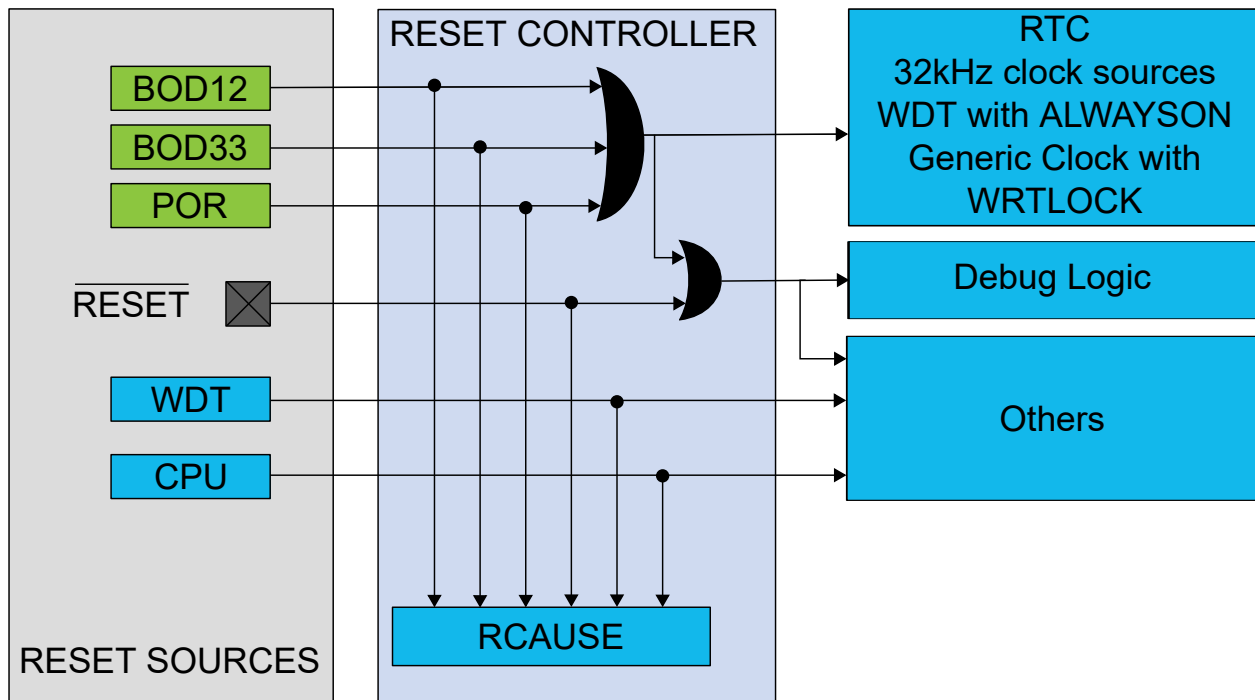 BOD12
BOD33
POR
RESET
WDT
CPU
RESET SOURCES
RESET CONTROLLER
RCAUSE
RTC
32kHz clock sources
WDT with ALWAYSON
Generic Clock with
WRTLOCK
Debug Logic
Others